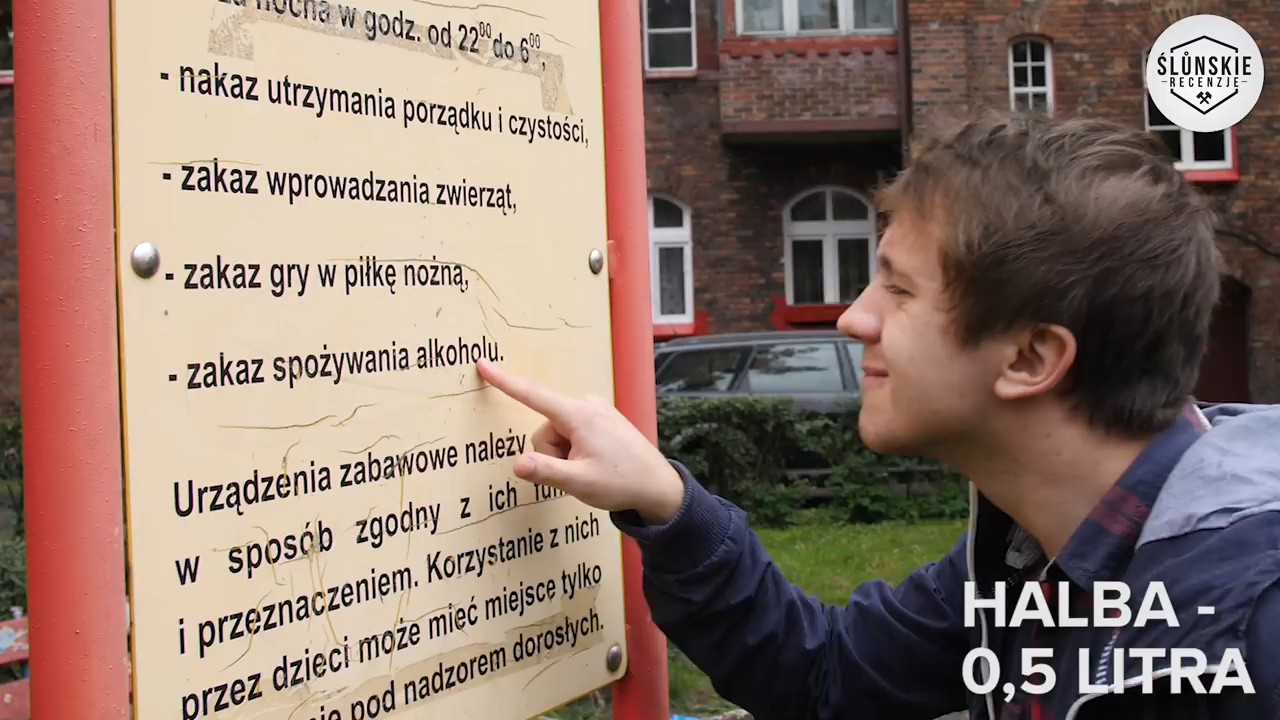 w godz. od 22⁰⁰ do 6⁰⁰,
- nakaz utrzymania porządku i czystości,
- zakaz wprowadzania zwierząt,
- zakaz gry w piłkę nożną,
- zakaz spożywania alkoholu.
Urządzenia zabawowe należy
w sposób zgodny z ich
i przeznaczeniem. Korzystanie z nich
przez dzieci może mieć miejsce tylko
pod nadzorem dorosłych.
ŚLŮNSKIE
RECENZJE
HALBA -
0,5 LITRA